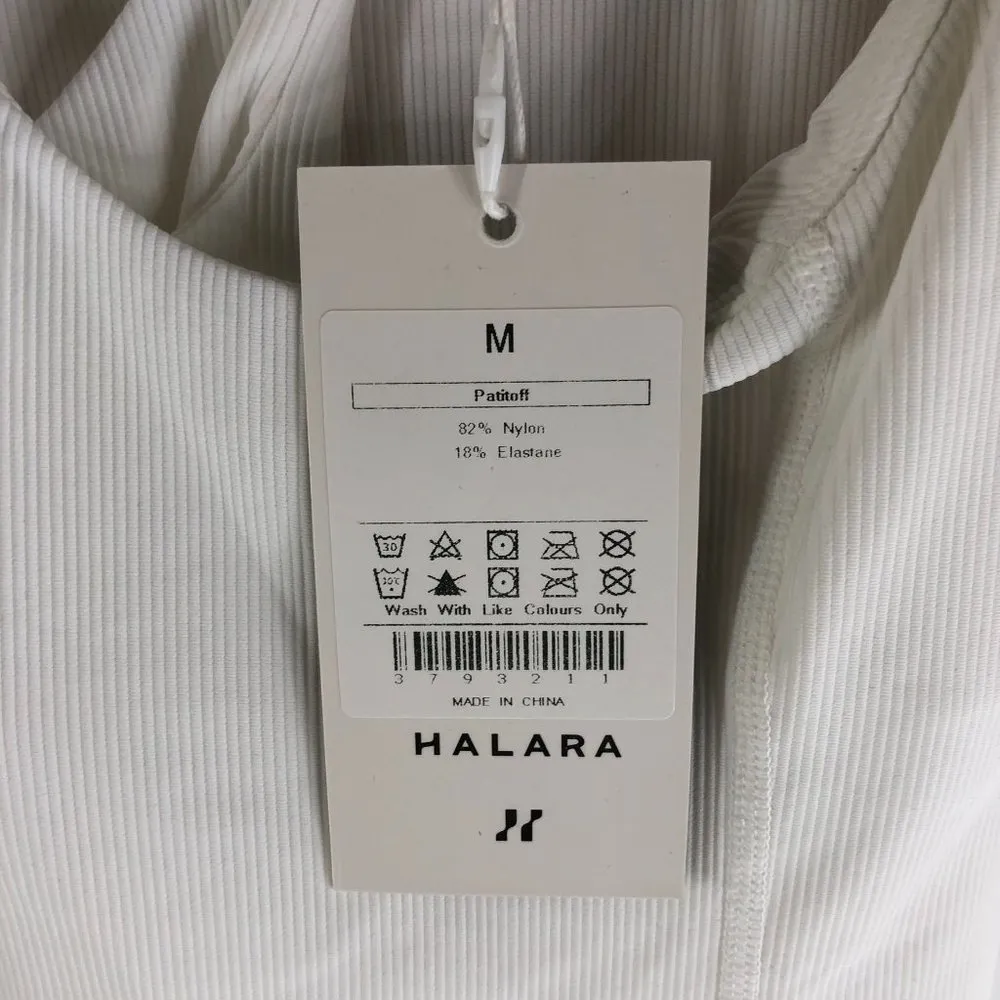 M
Patitoff
82% Nylon
18% Elastane
30
30°C
Wash With Like Colours Only
3 7 9 3 2 1 1
MADE IN CHINA
HALARA